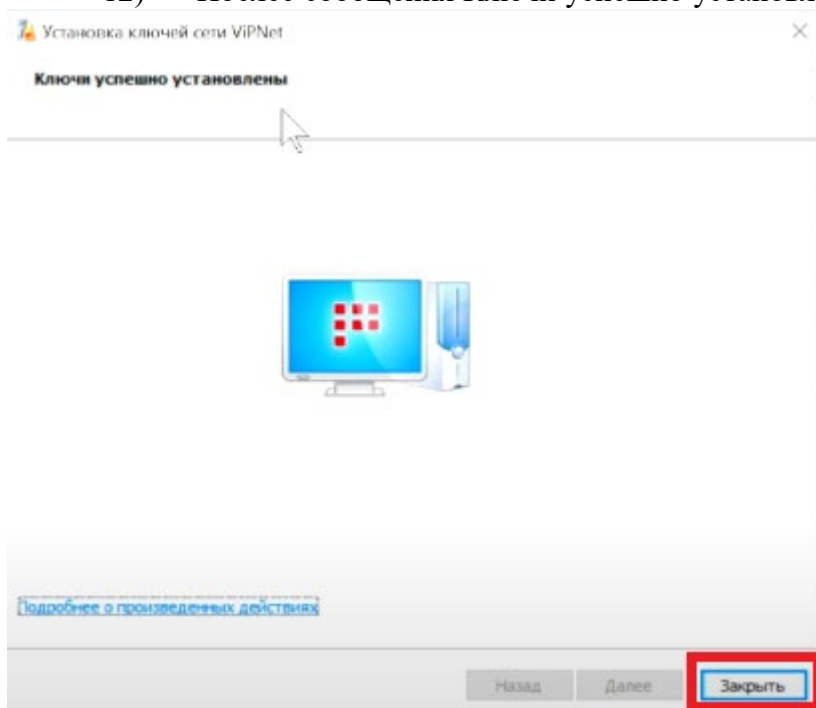 Установка ключей сети ViPNet
Ключи успешно установлены
Подробнее о произведенных действиях
Назад Далее Закрыть